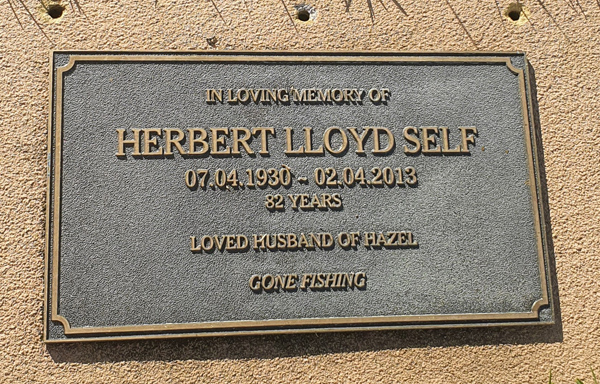 IN LOVING MEMORY OF
HERBERT LLOYD SELF
07.04.1930 - 02.04.2013
82 YEARS
LOVED HUSBAND OF HAZEL
GONE FISHING